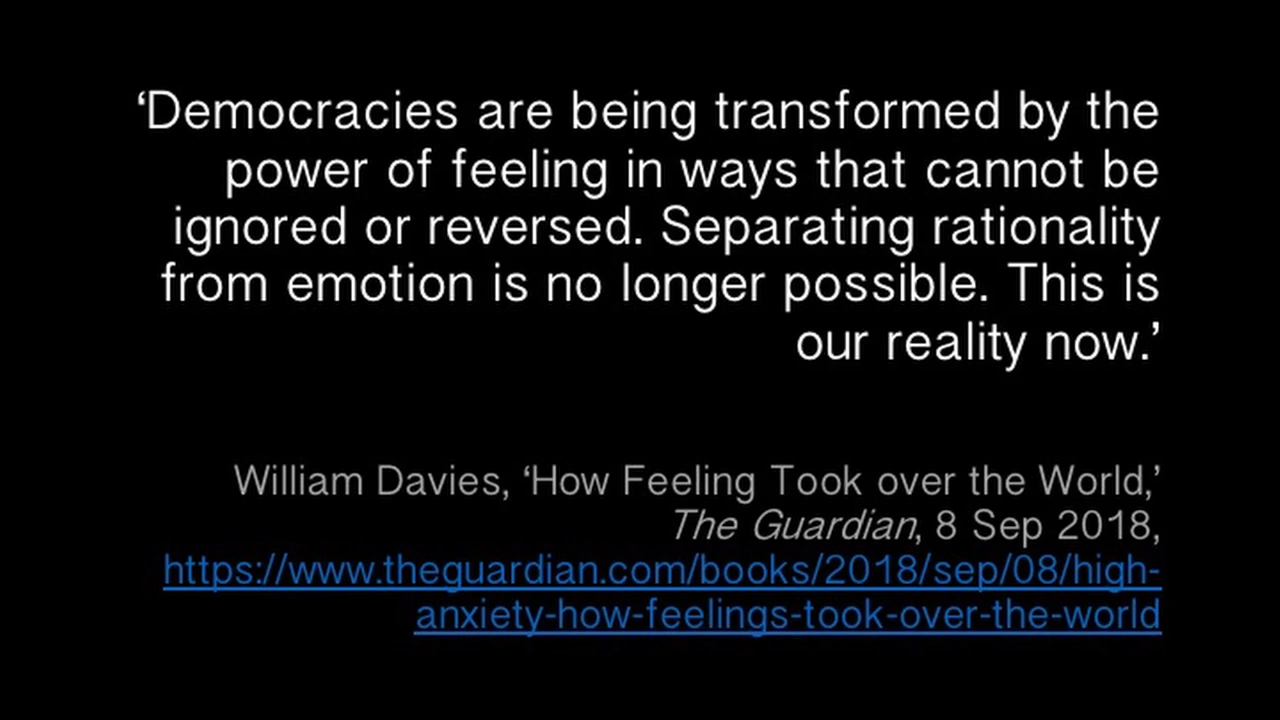 ‘Democracies are being transformed by the
power of feeling in ways that cannot be
ignored or reversed. Separating rationality
from emotion is no longer possible. This is
our reality now.’
William Davies, ‘How Feeling Took over the World,’
The Guardian, 8 Sep 2018,
https://www.theguardian.com/books/2018/sep/08/high-
anxiety-how-feelings-took-over-the-world